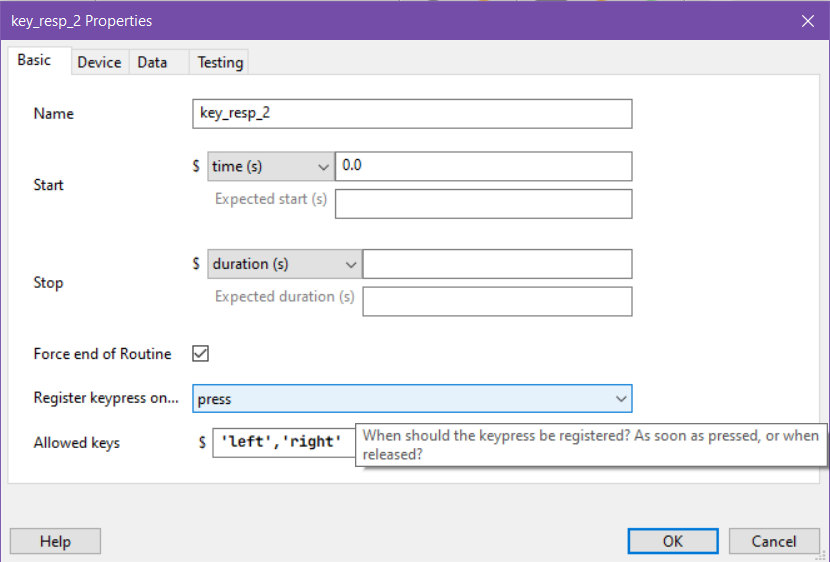 key_resp_2 Properties
Basic
Device
Data
Testing
Name
key_resp_2
Start
$ time (s) 0.0
Expected start (s)
Stop
$ duration (s)
Expected duration (s)
Force end of Routine
Register keypress on... press
Allowed keys $ 'left','right'
When should the keypress be registered? As soon as pressed, or when
released?
Help
OK
Cancel